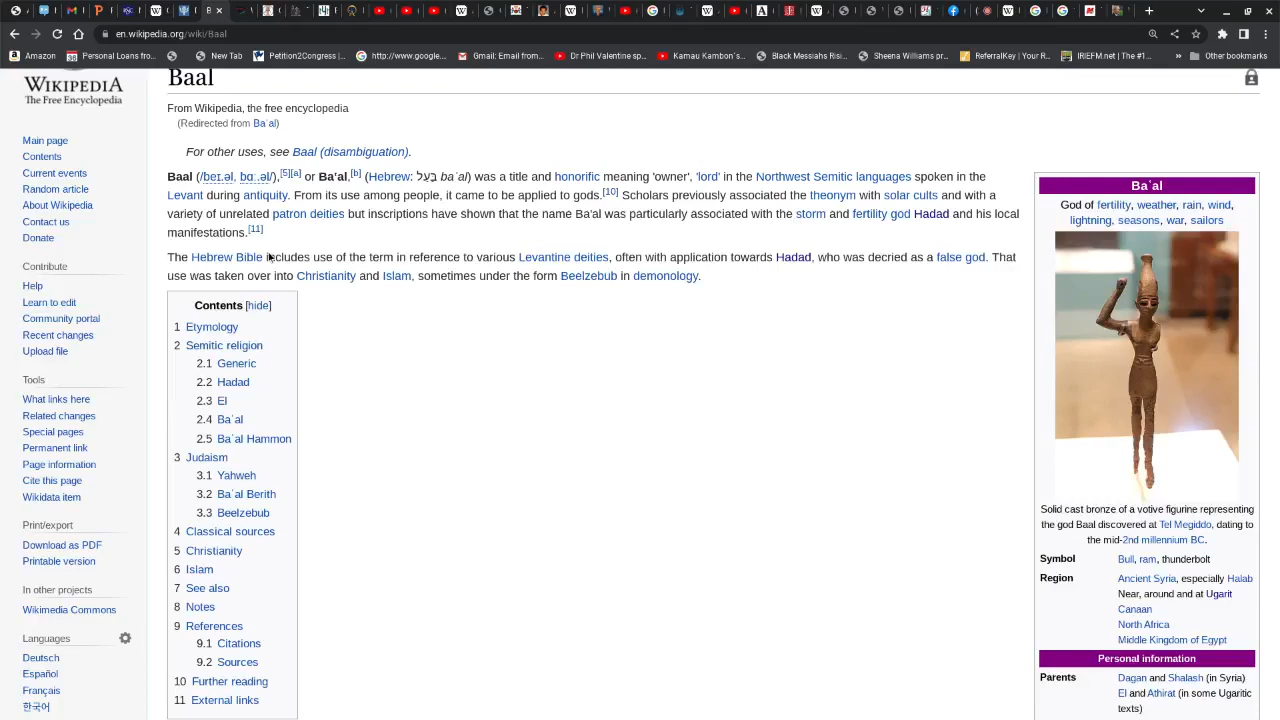 en.wikipedia.org/wiki/Baal
Amazon
Personal Loans fro...
New Tab
Petition2Congress |...
http://www.google...
Gmail: Email from...
Dr Phil Valentine sp...
Kamau Kambon`s...
Black Messiahs Risi...
Sheena Williams pr...
ReferralKey | Your R...
IRIEFM.net | The #1...
»
Other bookmarks
WIKIPEDIA
The Free Encyclopedia
Main page
Contents
Current events
Random article
About Wikipedia
Contact us
Donate
Contribute
Help
Learn to edit
Community portal
Recent changes
Upload file
Tools
What links here
Related changes
Special pages
Permanent link
Page information
Cite this page
Wikidata item
Print/export
Download as PDF
Printable version
In other projects
Wikimedia Commons
Languages
Deutsch
Español
Français
한국어
Baal
From Wikipedia, the free encyclopedia
(Redirected from Baʿal)
For other uses, see Baal (disambiguation).
Baal (/beɪ.əl, bɑː.əl/),[5][a] or Baʻal,[b] (Hebrew: בַּעַל baʿal) was a title and honorific meaning 'owner', 'lord' in the Northwest Semitic languages spoken in the
Levant during antiquity. From its use among people, it came to be applied to gods.[10] Scholars previously associated the theonym with solar cults and with a
variety of unrelated patron deities but inscriptions have shown that the name Ba'al was particularly associated with the storm and fertility god Hadad and his local
manifestations.[11]
The Hebrew Bible includes use of the term in reference to various Levantine deities, often with application towards Hadad, who was decried as a false god. That
use was taken over into Christianity and Islam, sometimes under the form Beelzebub in demonology.
Contents [hide]
1 Etymology
2 Semitic religion
2.1 Generic
2.2 Hadad
2.3 El
2.4 Baʿal
2.5 Baʿal Hammon
3 Judaism
3.1 Yahweh
3.2 Baʿal Berith
3.3 Beelzebub
4 Classical sources
5 Christianity
6 Islam
7 See also
8 Notes
9 References
9.1 Citations
9.2 Sources
10 Further reading
11 External links
Baʿal
God of fertility, weather, rain, wind,
lightning, seasons, war, sailors
Solid cast bronze of a votive figurine representing
the god Baal discovered at Tel Megiddo, dating to
the mid-2nd millennium BC.
Symbol Bull, ram, thunderbolt
Region Ancient Syria, especially Halab
Near, around and at Ugarit
Canaan
North Africa
Middle Kingdom of Egypt
Personal information
Parents Dagan and Shalash (in Syria)
El and Athirat (in some Ugaritic
texts)